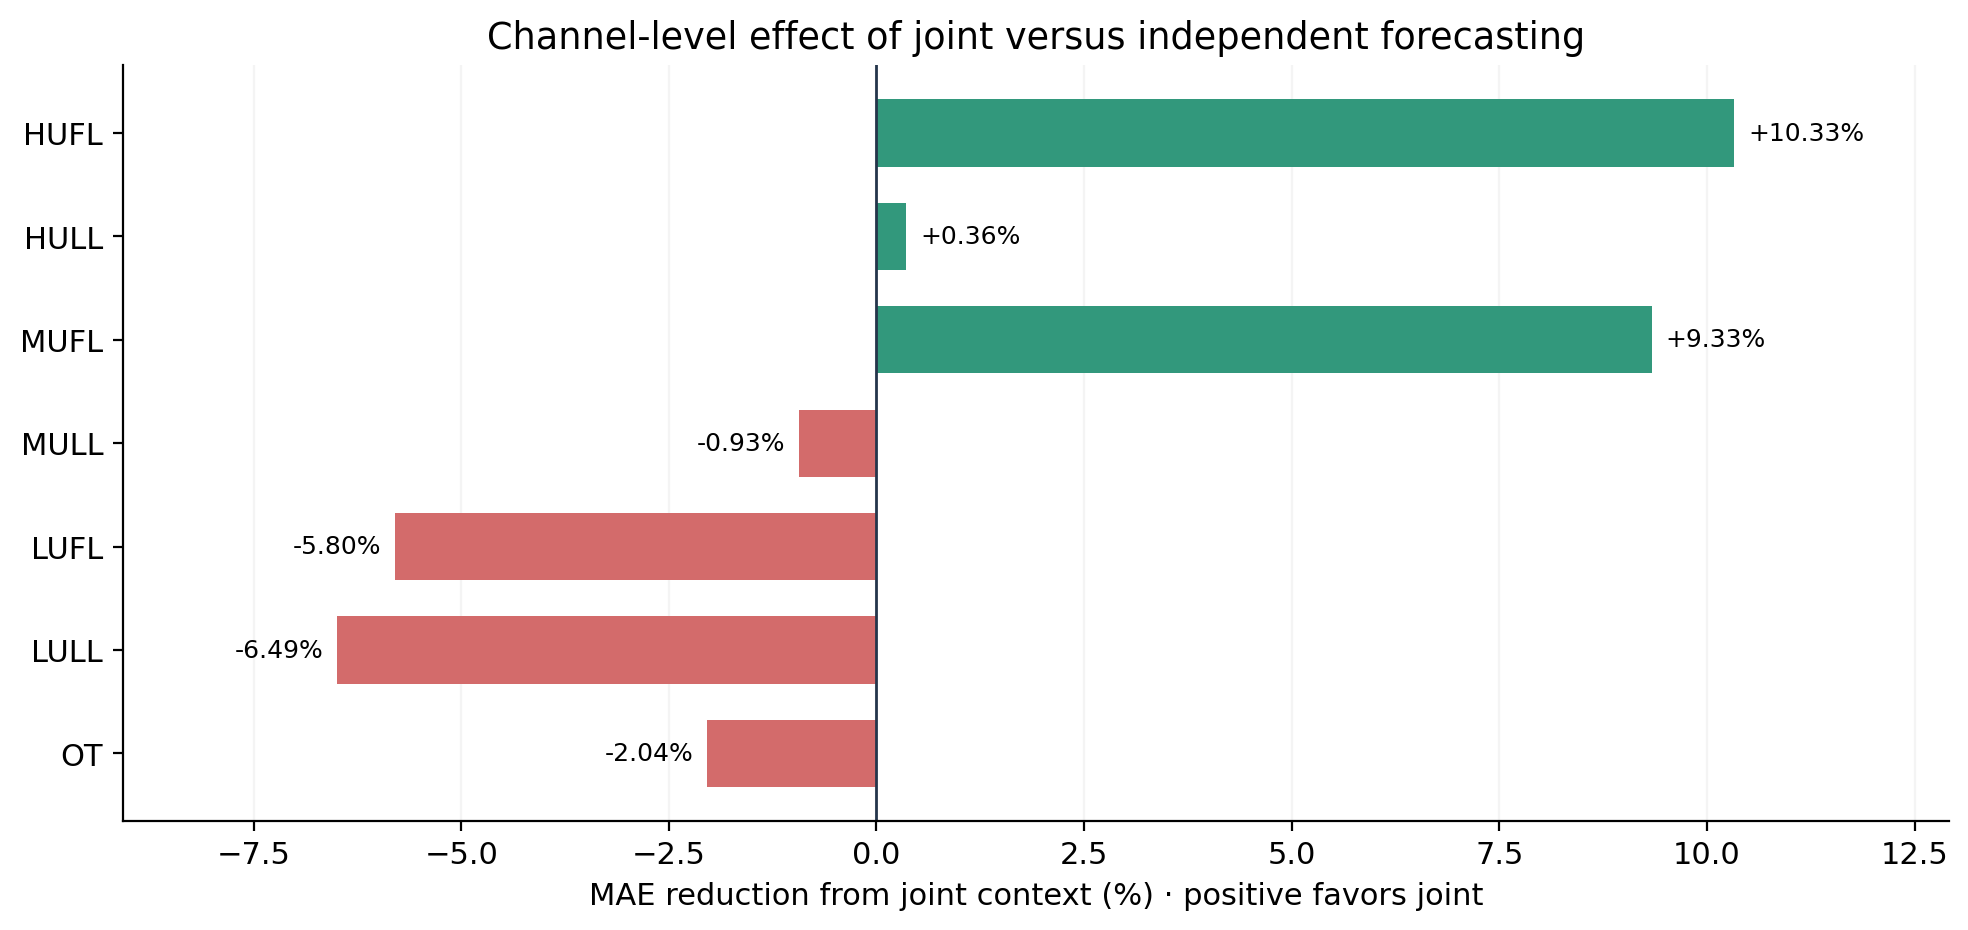 Channel-level effect of joint versus independent forecasting
HUFL
+10.33%
HULL
+0.36%
MUFL
+9.33%
MULL
-0.93%
LUFL
-5.80%
LULL
-6.49%
OT
-2.04%
−7.5 −5.0 −2.5 0.0 2.5 5.0 7.5 10.0 12.5
MAE reduction from joint context (%) · positive favors joint